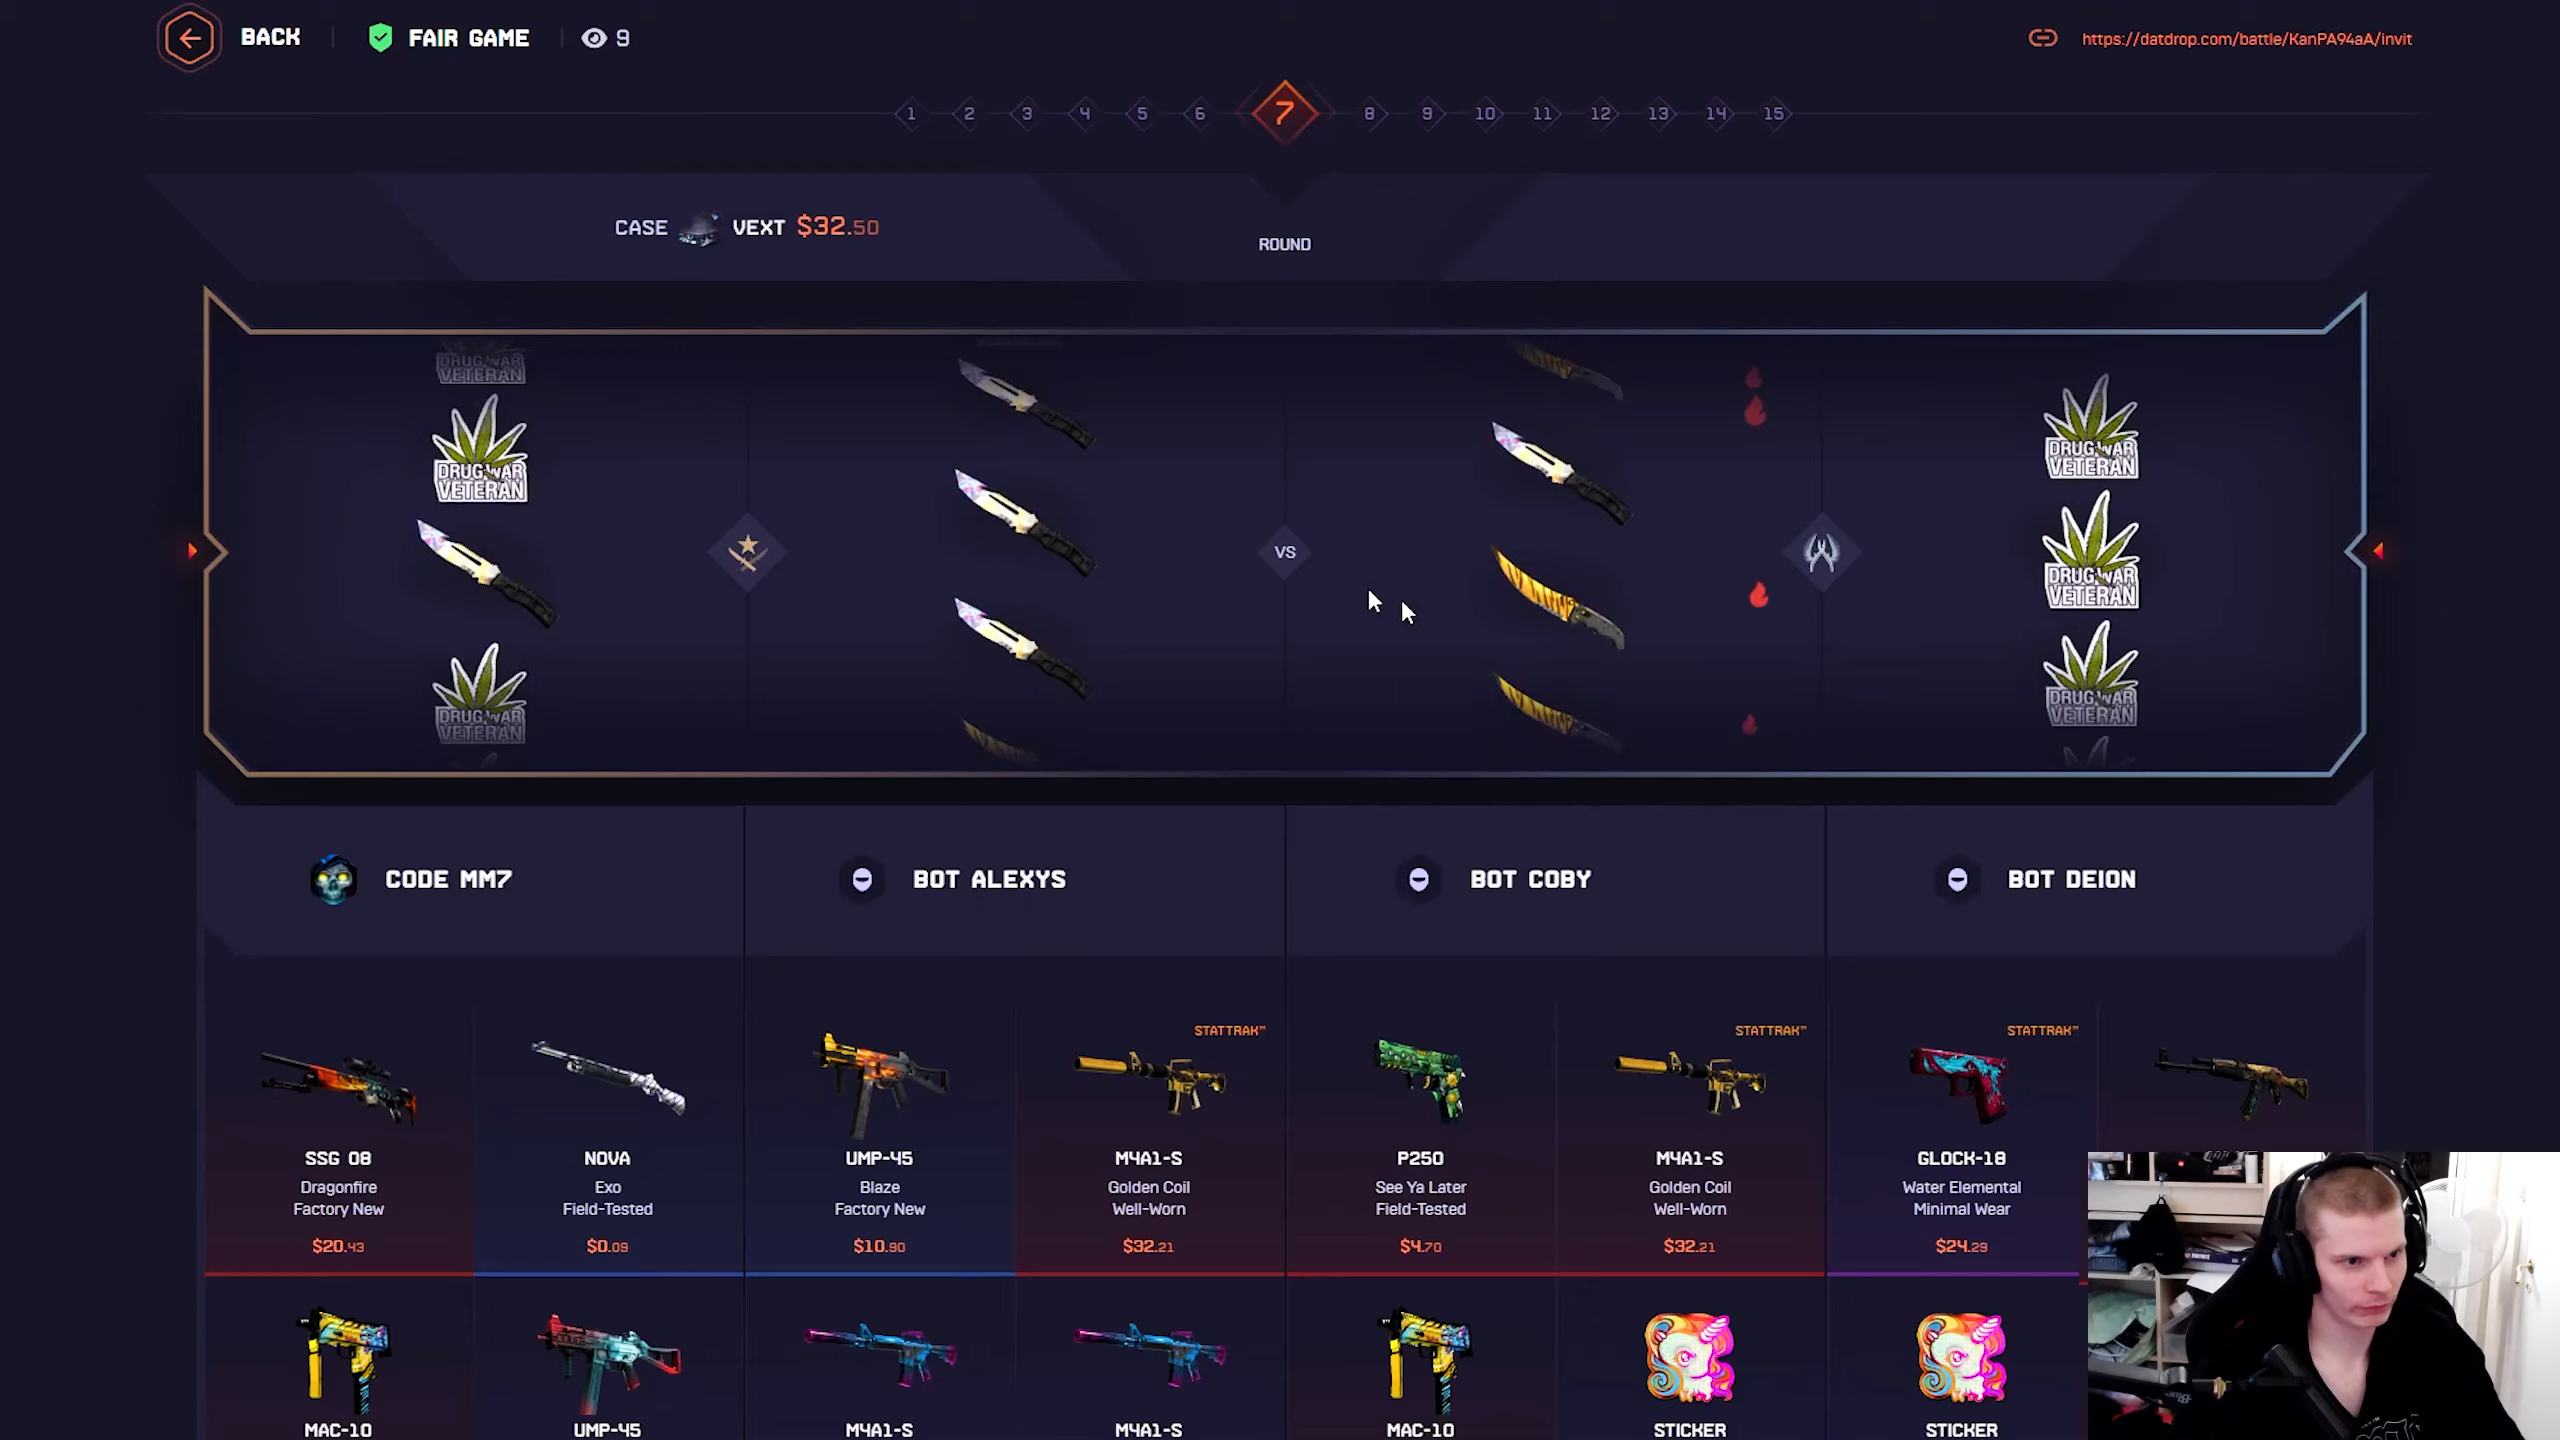 BACK
FAIR GAME
9
https://datdrop.com/battle/KanPA94aA/invit
1 2 3 4 5 6 7 8 9 10 11 12 13 14 15
CASE VEXT $32.50
ROUND
DRUG WAR VETERAN
DRUG WAR VETERAN
DRUG WAR VETERAN
DRUG WAR VETERAN
DRUG WAR VETERAN
VS
DRUG WAR VETERAN
DRUG WAR VETERAN
CODE MM7
BOT ALEXYS
BOT COBY
BOT DEION
SSG 08
Dragonfire
Factory New
$20.43
NOVA
Exo
Field-Tested
$0.09
UMP-45
Blaze
Factory New
$10.90
STATTRAK™
M4A1-S
Golden Coil
Well-Worn
$32.21
P250
See Ya Later
Field-Tested
$4.70
STATTRAK™
M4A1-S
Golden Coil
Well-Worn
$32.21
STATTRAK™
GLOCK-18
Water Elemental
Minimal Wear
$24.29
MAC-10
UMP-45
M4A1-S
M4A1-S
MAC-10
STICKER
STICKER